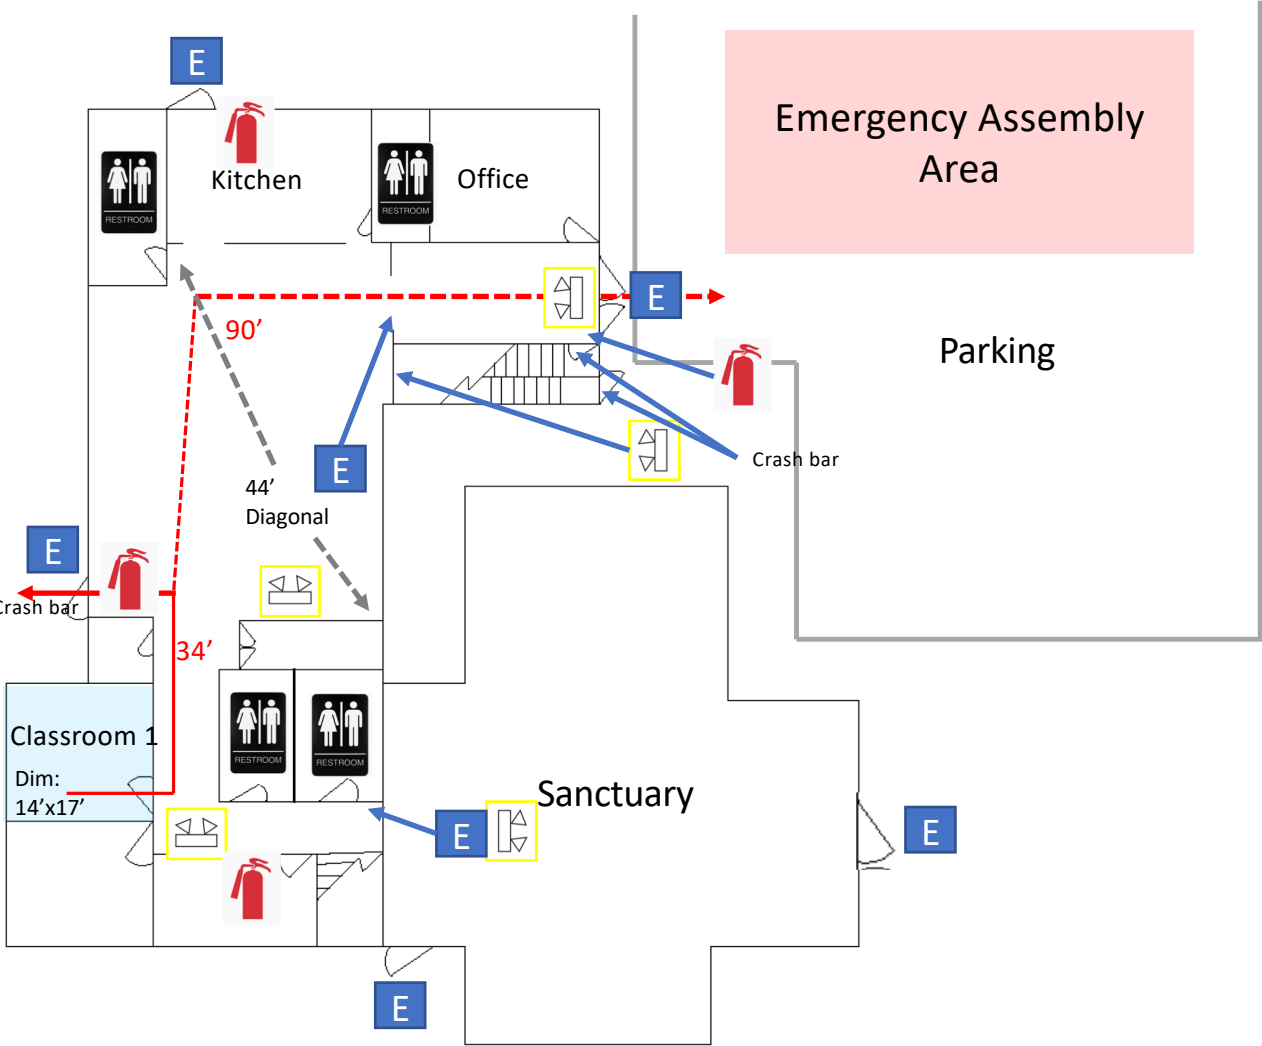 E
Emergency Assembly
Area
Kitchen
Office
RESTROOM
RESTROOM
E
90’
Parking
E
44’
Diagonal
Crash bar
E
Crash bar
34’
Classroom 1
RESTROOM
RESTROOM
Dim:
14’x17’
Sanctuary
E
E
E